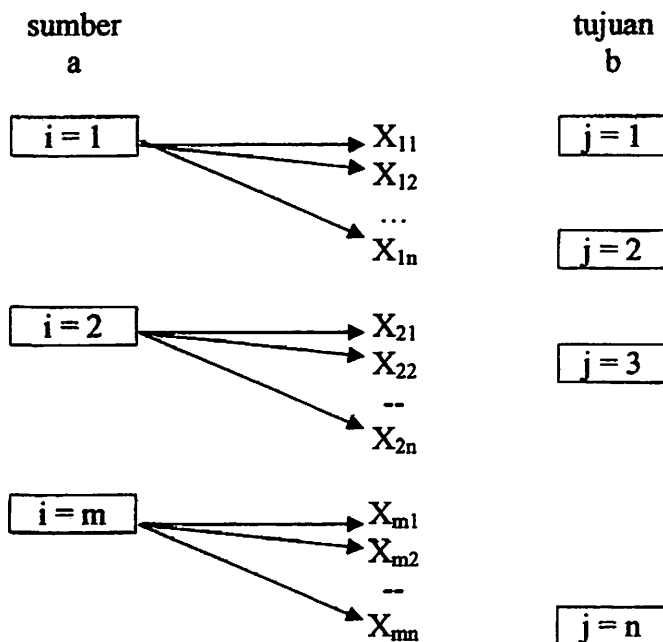 sumber
a
tujuan
b
i = 1
X11
X12
...
X1n
j = 1
j = 2
i = 2
X21
X22
--
X2n
j = 3
i = m
Xm1
Xm2
--
Xmn
j = n